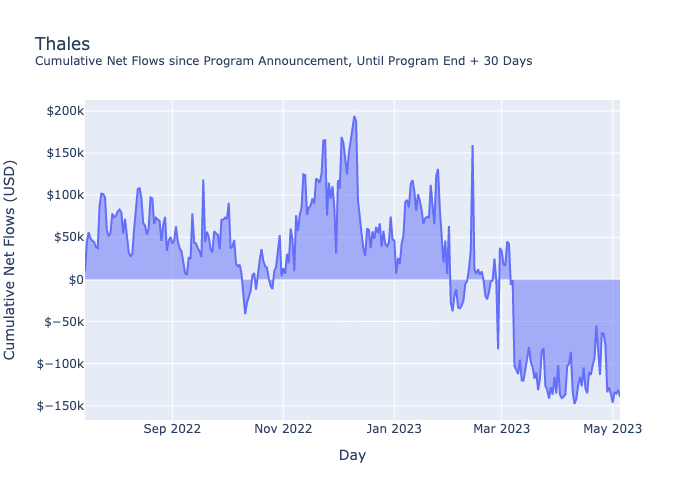 Thales
Cumulative Net Flows since Program Announcement, Until Program End + 30 Days
Cumulative Net Flows (USD)
$200k
$150k
$100k
$50k
$0
$−50k
$−100k
$−150k
Sep 2022
Nov 2022
Jan 2023
Mar 2023
May 2023
Day